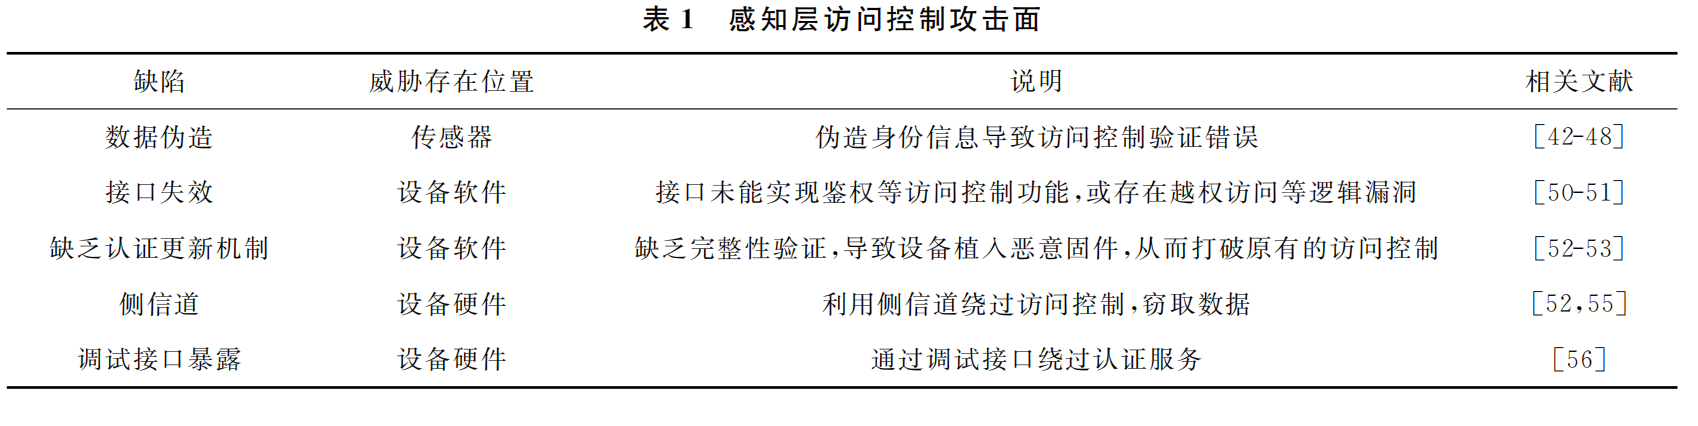 表 1 感知层访问控制攻击面
缺陷 威胁存在位置 说明 相关文献
数据伪造 传感器 伪造身份信息导致访问控制验证错误 [42-48]
接口失效 设备软件 接口未能实现鉴权等访问控制功能,或存在越权访问等逻辑漏洞 [50-51]
缺乏认证更新机制 设备软件 缺乏完整性验证,导致设备植入恶意固件,从而打破原有的访问控制 [52-53]
侧信道 设备硬件 利用侧信道绕过访问控制,窃取数据 [52,55]
调试接口暴露 设备硬件 通过调试接口绕过认证服务 [56]